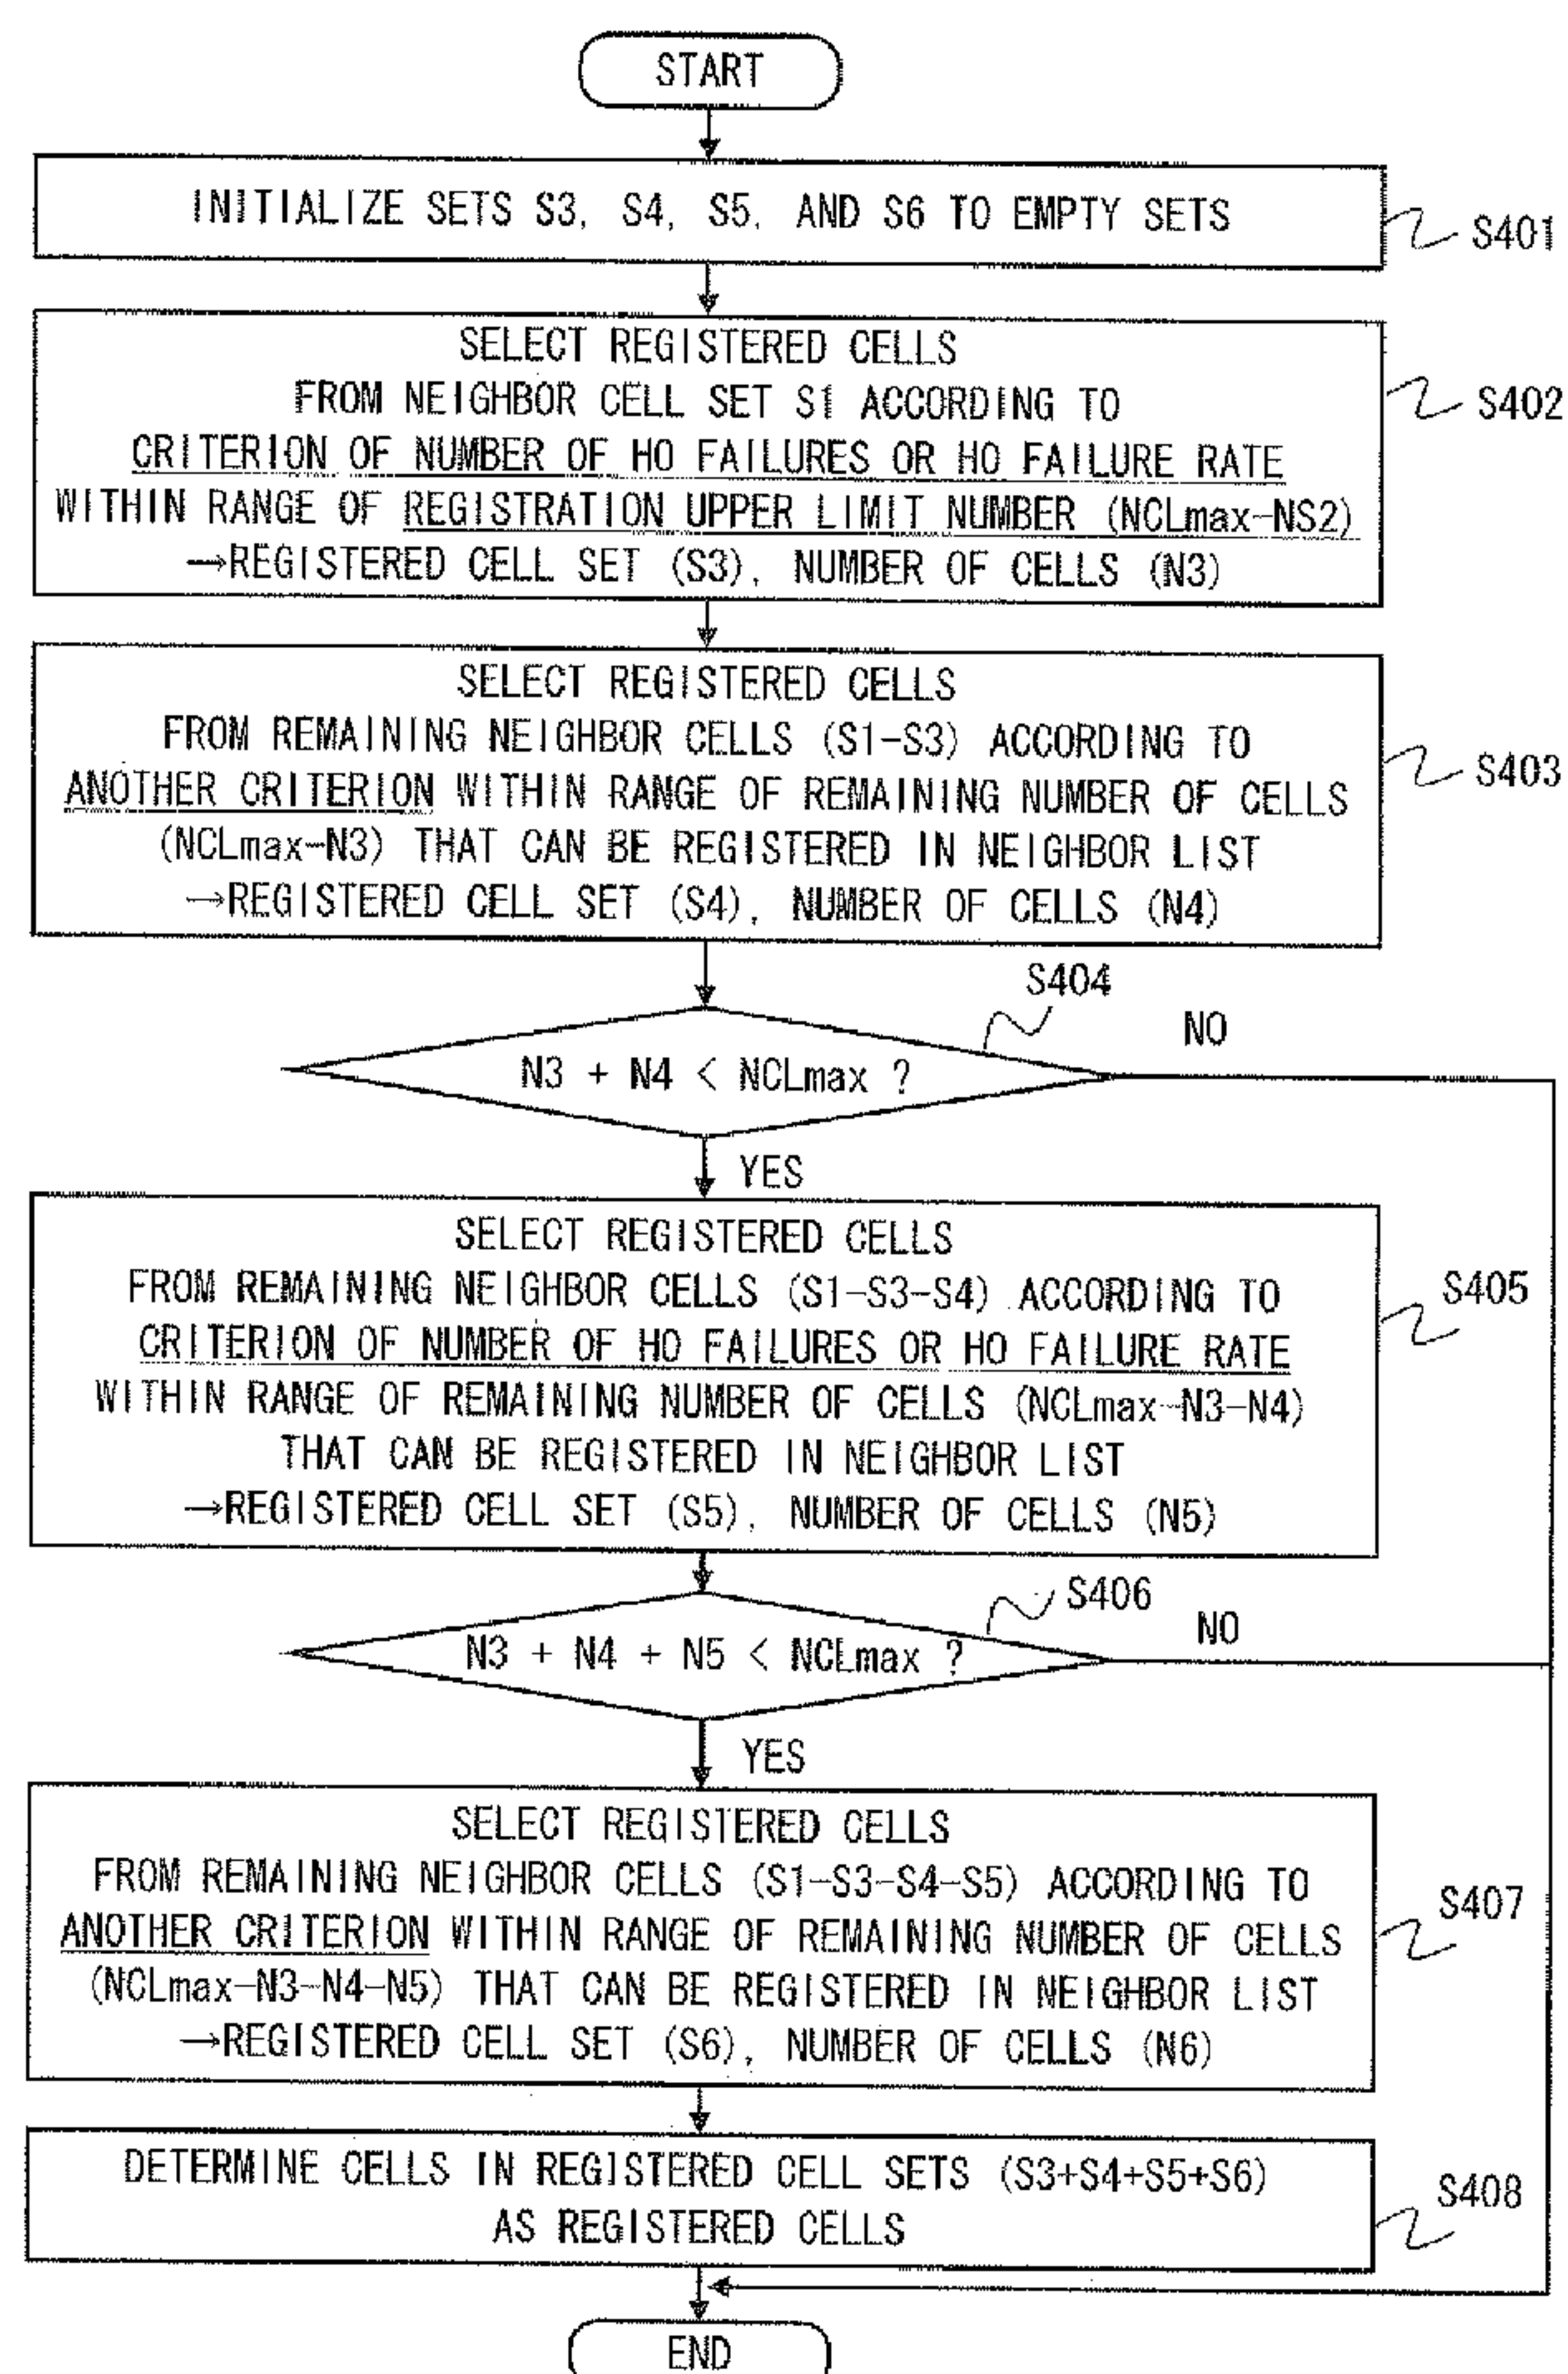 START
INITIALIZE SETS S3, S4, S5, AND S6 TO EMPTY SETS
S401
SELECT REGISTERED CELLS
FROM NEIGHBOR CELL SET S1 ACCORDING TO
CRITERION OF NUMBER OF HO FAILURES OR HO FAILURE RATE
WITHIN RANGE OF REGISTRATION UPPER LIMIT NUMBER (NCLmax-NS2)
→REGISTERED CELL SET (S3), NUMBER OF CELLS (N3)
S402
SELECT REGISTERED CELLS
FROM REMAINING NEIGHBOR CELLS (S1-S3) ACCORDING TO
ANOTHER CRITERION WITHIN RANGE OF REMAINING NUMBER OF CELLS
(NCLmax-N3) THAT CAN BE REGISTERED IN NEIGHBOR LIST
→REGISTERED CELL SET (S4), NUMBER OF CELLS (N4)
S403
S404
N3 + N4 < NCLmax ?
NO
YES
SELECT REGISTERED CELLS
FROM REMAINING NEIGHBOR CELLS (S1-S3-S4) ACCORDING TO
CRITERION OF NUMBER OF HO FAILURES OR HO FAILURE RATE
WITHIN RANGE OF REMAINING NUMBER OF CELLS (NCLmax-N3-N4)
THAT CAN BE REGISTERED IN NEIGHBOR LIST
→REGISTERED CELL SET (S5), NUMBER OF CELLS (N5)
S405
S406
N3 + N4 + N5 < NCLmax ?
NO
YES
SELECT REGISTERED CELLS
FROM REMAINING NEIGHBOR CELLS (S1-S3-S4-S5) ACCORDING TO
ANOTHER CRITERION WITHIN RANGE OF REMAINING NUMBER OF CELLS
(NCLmax-N3-N4-N5) THAT CAN BE REGISTERED IN NEIGHBOR LIST
→REGISTERED CELL SET (S6), NUMBER OF CELLS (N6)
S407
DETERMINE CELLS IN REGISTERED CELL SETS (S3+S4+S5+S6)
AS REGISTERED CELLS
S408
END